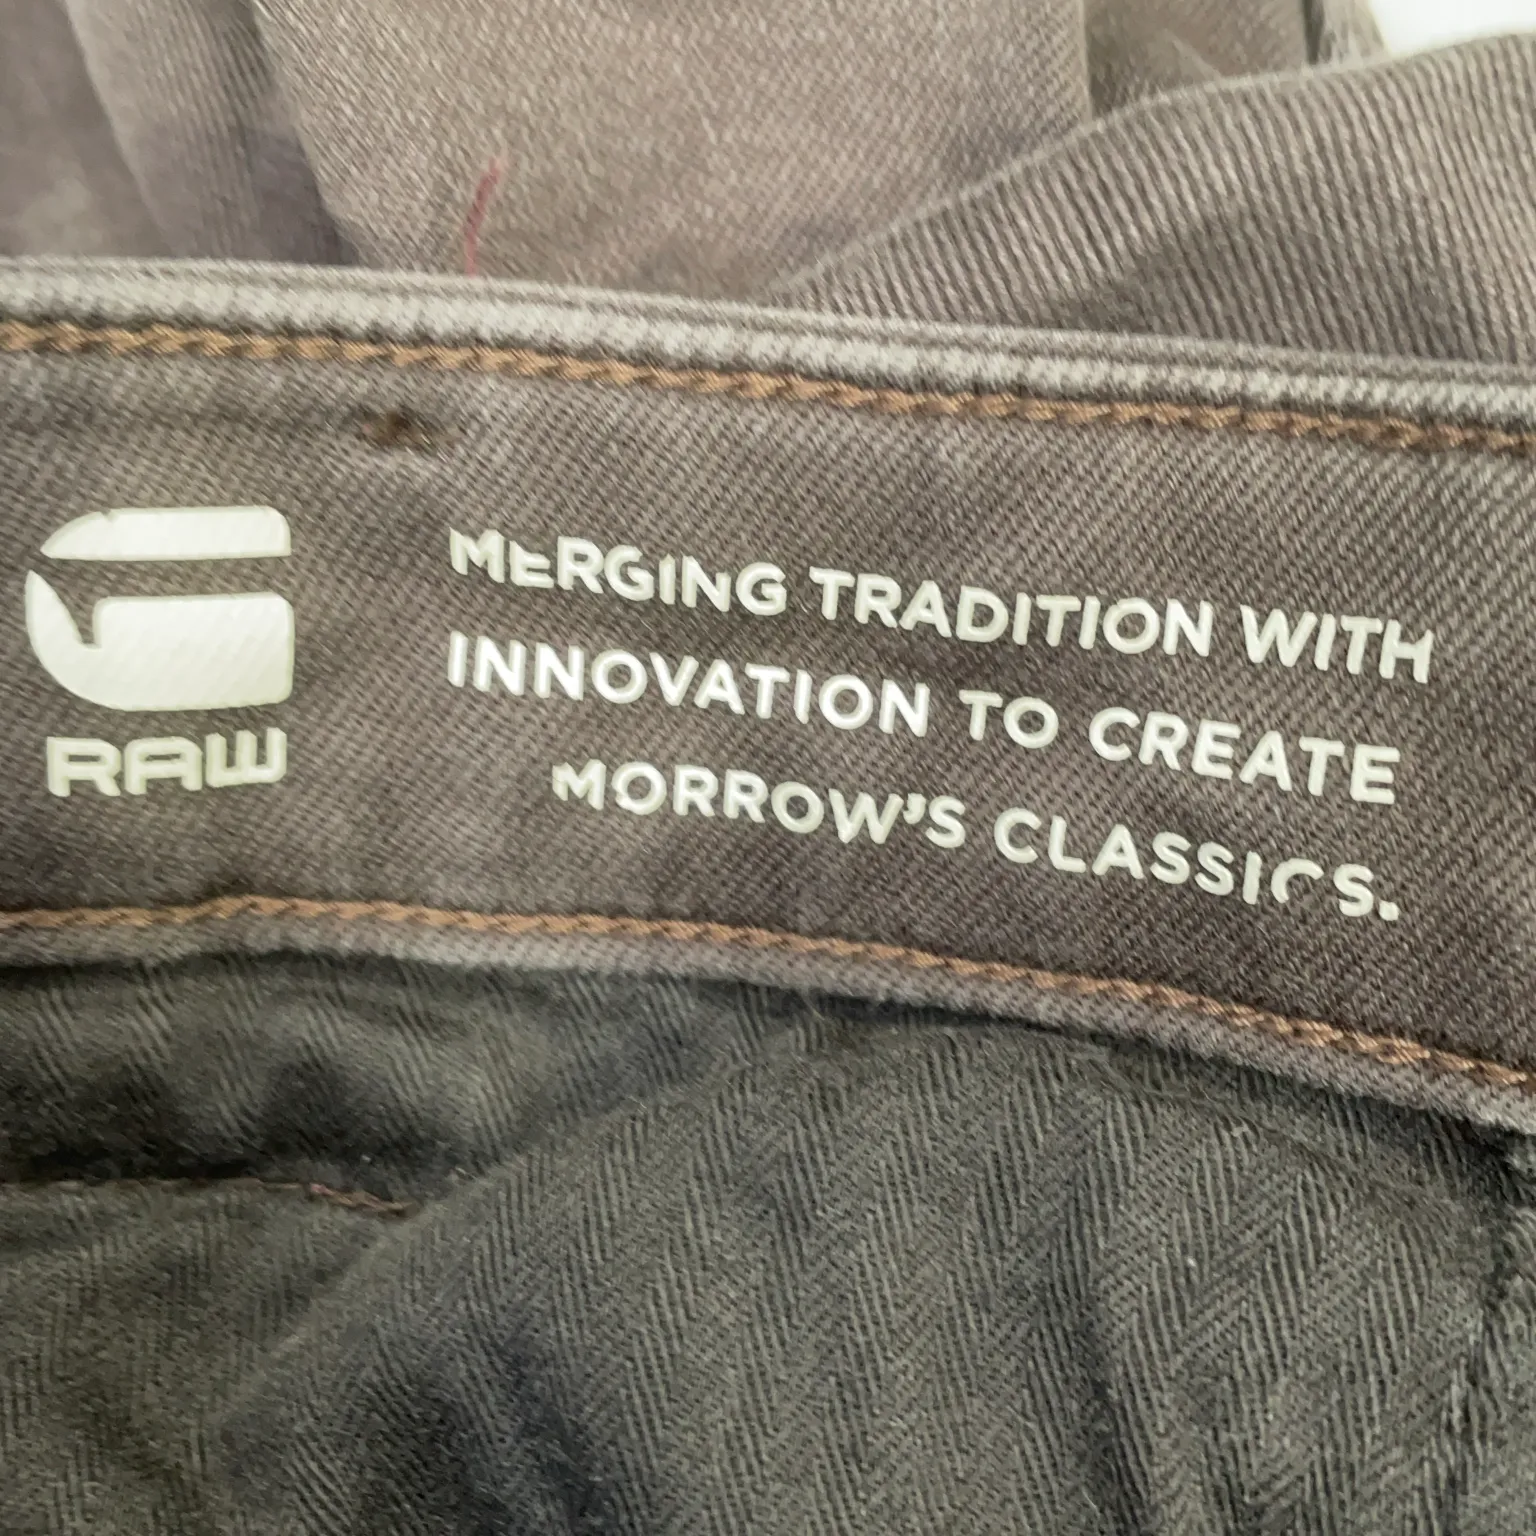 RAW
MERGING TRADITION WITH
INNOVATION TO CREATE
MORROW'S CLASSICS.